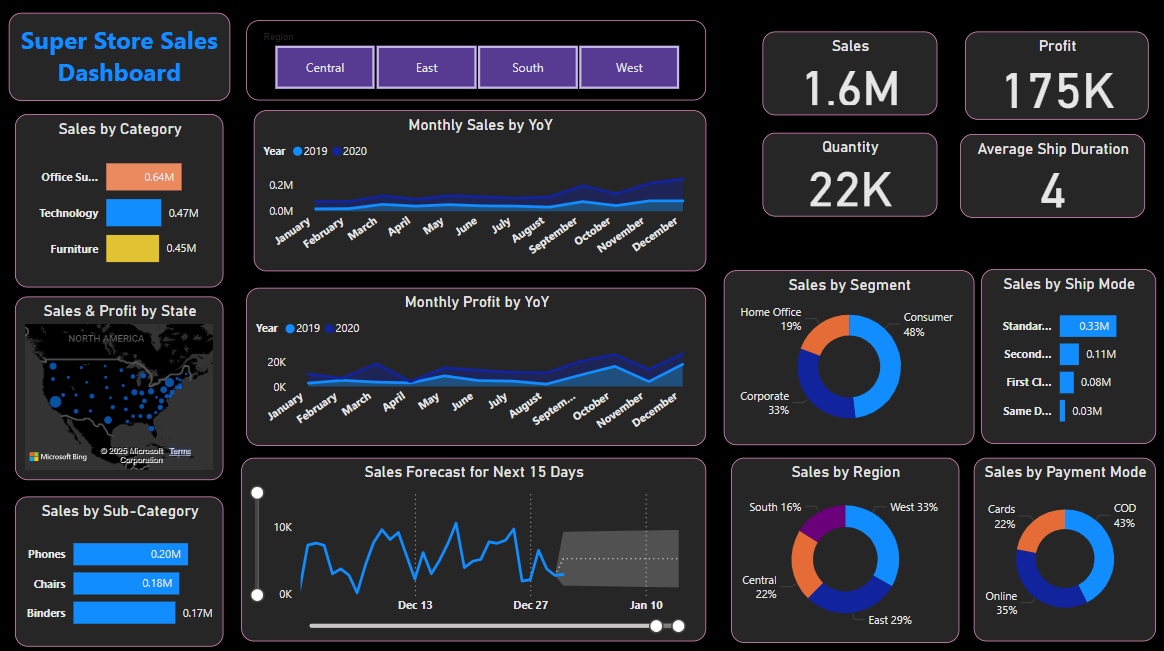 Super Store Sales
Dashboard
Region
Central
East
South
West
Sales
1.6M
Profit
175K
Quantity
22K
Average Ship Duration
4
Sales by Category
Office Su...
0.64M
Technology
0.47M
Furniture
0.45M
Monthly Sales by YoY
Year 2019 2020
0.2M
0.0M
January
February
March
April
May
June
July
August
September
October
November
December
Sales & Profit by State
NORTH AMERICA
Microsoft Bing
© 2025 Microsoft Terms
Corporation
Monthly Profit by YoY
Year 2019 2020
20K
0K
January
February
March
April
May
June
July
August
Septem...
October
November
December
Sales by Segment
Home Office
19%
Consumer
48%
Corporate
33%
Sales by Ship Mode
Standar...
0.33M
Second...
0.11M
First Cl...
0.08M
Same D...
0.03M
Sales by Sub-Category
Phones
0.20M
Chairs
0.18M
Binders
0.17M
Sales Forecast for Next 15 Days
10K
0K
Dec 13
Dec 27
Jan 10
Sales by Region
South 16%
West 33%
Central
22%
East 29%
Sales by Payment Mode
Cards
22%
COD
43%
Online
35%